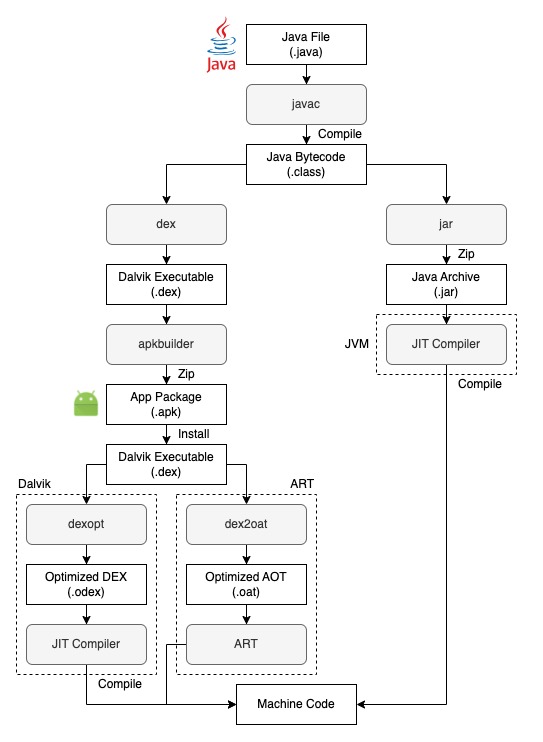 Java
Java File
(.java)
javac
Compile
Java Bytecode
(.class)
dex
jar
Zip
Dalvik Executable
(.dex)
Java Archive
(.jar)
apkbuilder
JVM
JIT Compiler
Zip
Compile
App Package
(.apk)
Install
Dalvik Executable
(.dex)
Dalvik
ART
dexopt
dex2oat
Optimized DEX
(.odex)
Optimized AOT
(.oat)
JIT Compiler
ART
Compile
Machine Code